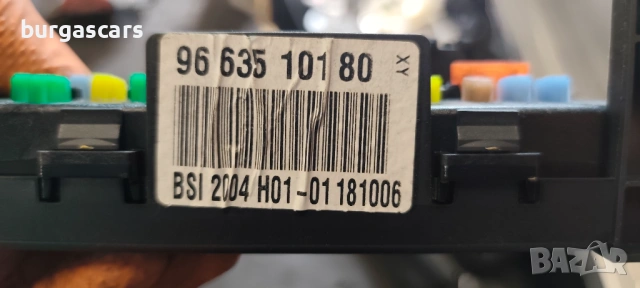 burgascars
96 635 101 80
XY
BSI 2004 H01-01 181006
BAZAR